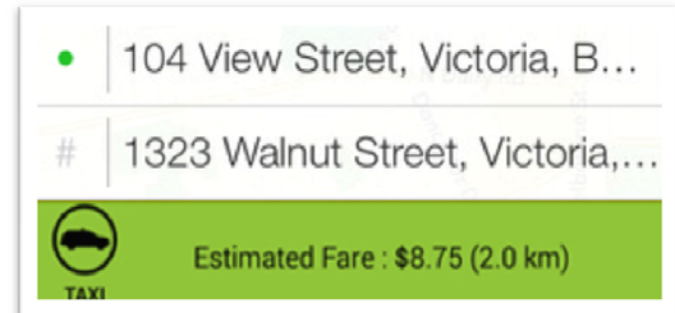 104 View Street, Victoria, B...
# 1323 Walnut Street, Victoria,...
Estimated Fare : $8.75 (2.0 km)
TAXI